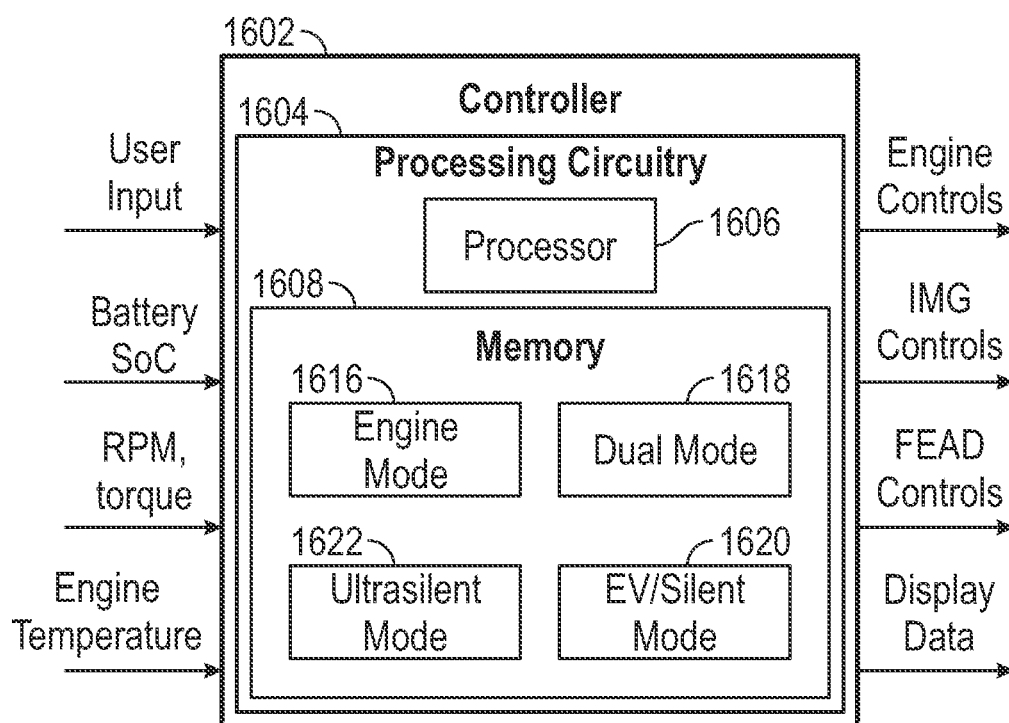 1602
Controller
1604
Processing Circuitry
Processor
1606
1608
Memory
1616
Engine
Mode
1618
Dual Mode
1622
Ultrasilent
Mode
1620
EV/Silent
Mode
User
Input
Battery
SoC
RPM,
torque
Engine
Temperature
Engine
Controls
IMG
Controls
FEAD
Controls
Display
Data